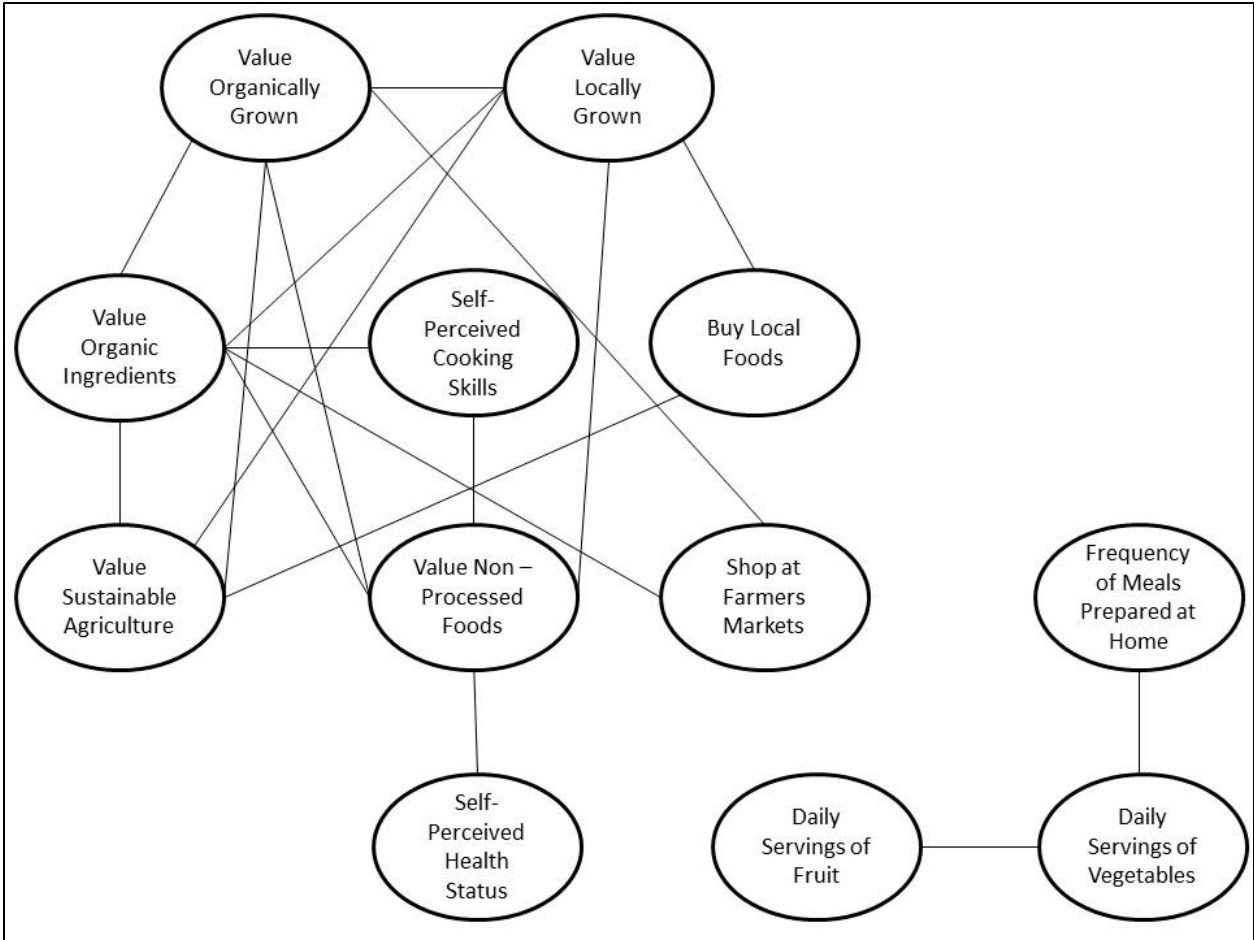 Value
Organically
Grown
Value
Locally
Grown
Value
Organic
Ingredients
Self-
Perceived
Cooking
Skills
Buy Local
Foods
Value
Sustainable
Agriculture
Value Non –
Processed
Foods
Shop at
Farmers
Markets
Frequency
of Meals
Prepared at
Home
Self-
Perceived
Health
Status
Daily
Servings of
Fruit
Daily
Servings of
Vegetables